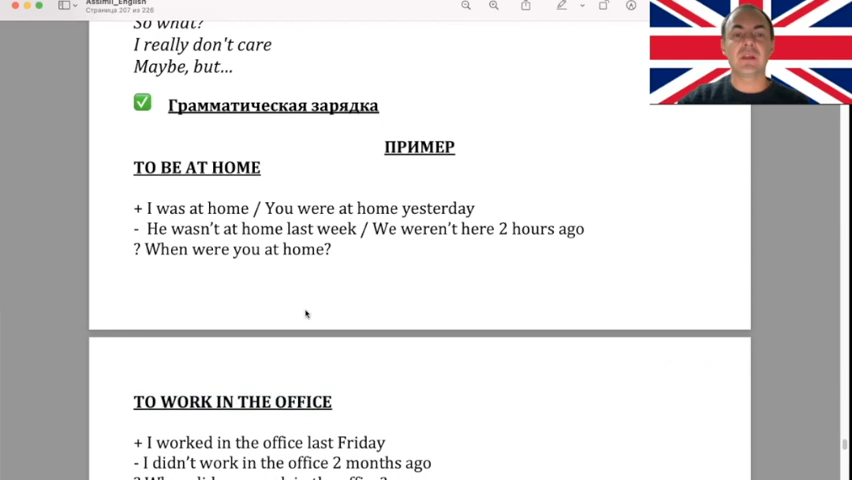 Assimil_English
Страница 207 из 226
So what?
I really don't care
Maybe, but...
Грамматическая зарядка
ПРИМЕР
TO BE AT HOME
+ I was at home / You were at home yesterday
- He wasn't at home last week / We weren't here 2 hours ago
? When were you at home?
TO WORK IN THE OFFICE
+ I worked in the office last Friday
- I didn't work in the office 2 months ago